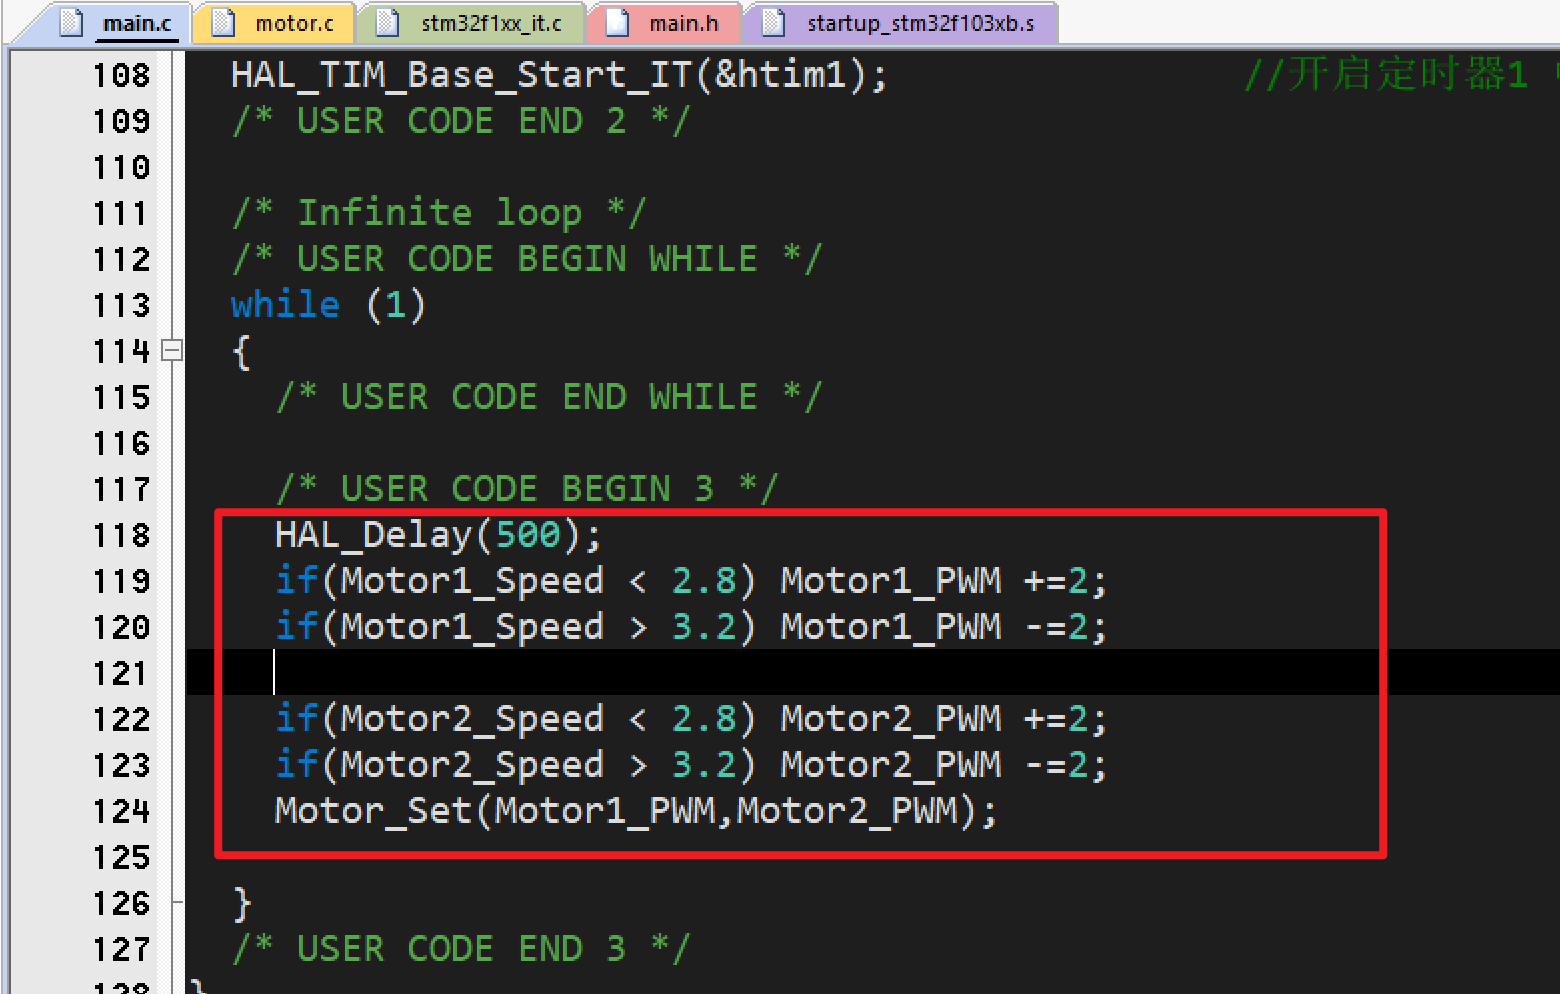 main.c motor.c stm32f1xx_it.c main.h startup_stm32f103xb.s
108 HAL_TIM_Base_Start_IT(&htim1); //开启定时器1
109 /* USER CODE END 2 */
110
111 /* Infinite loop */
112 /* USER CODE BEGIN WHILE */
113 while (1)
114 {
115 /* USER CODE END WHILE */
116
117 /* USER CODE BEGIN 3 */
118 HAL_Delay(500);
119 if(Motor1_Speed < 2.8) Motor1_PWM +=2;
120 if(Motor1_Speed > 3.2) Motor1_PWM -=2;
121
122 if(Motor2_Speed < 2.8) Motor2_PWM +=2;
123 if(Motor2_Speed > 3.2) Motor2_PWM -=2;
124 Motor_Set(Motor1_PWM,Motor2_PWM);
125
126 }
127 /* USER CODE END 3 */
128 }